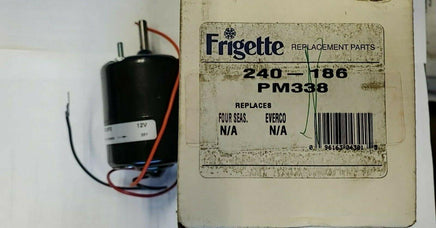 Frigette REPLACEMENT PARTS
240-186
PM338
REPLACES
FOUR SEAS. EVERCO
N/A N/A
12V